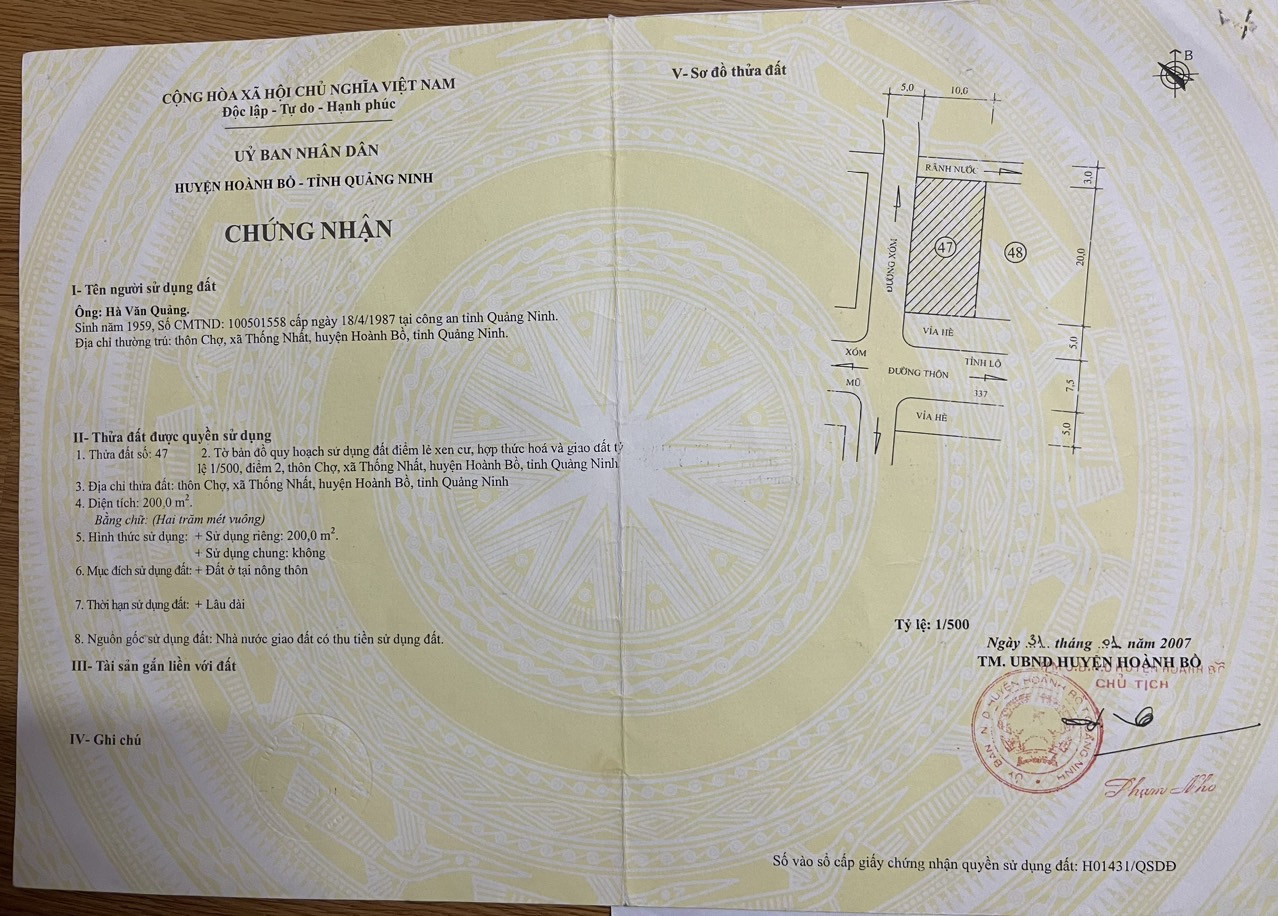 CỘNG HÒA XÃ HỘI CHỦ NGHĨA VIỆT NAM
Độc lập - Tự do - Hạnh phúc
UỶ BAN NHÂN DÂN
HUYỆN HOÀNH BỒ - TỈNH QUẢNG NINH
CHỨNG NHẬN
I- Tên người sử dụng đất
Ông: Hà Văn Quảng.
Sinh năm 1959, Số CMTND: 100501558 cấp ngày 18/4/1987 tại công an tỉnh Quảng Ninh.
Địa chỉ thường trú: thôn Chợ, xã Thống Nhất, huyện Hoành Bồ, tỉnh Quảng Ninh.
II- Thửa đất được quyền sử dụng
1. Thửa đất số: 47 2. Tờ bản đồ quy hoạch sử dụng đất điểm lẻ xen cư, hợp thức hoá và giao đất tỷ
lệ 1/500, điểm 2, thôn Chợ, xã Thống Nhất, huyện Hoành Bồ, tỉnh Quảng Ninh
3. Địa chỉ thửa đất: thôn Chợ, xã Thống Nhất, huyện Hoành Bồ, tỉnh Quảng Ninh
4. Diện tích: 200,0 m².
Bằng chữ: (Hai trăm mét vuông)
5. Hình thức sử dụng: + Sử dụng riêng: 200,0 m².
+ Sử dụng chung: không
6. Mục đích sử dụng đất: + Đất ở tại nông thôn
7. Thời hạn sử dụng đất: + Lâu dài
8. Nguồn gốc sử dụng đất: Nhà nước giao đất có thu tiền sử dụng đất.
III- Tài sản gắn liền với đất
IV- Ghi chú
V- Sơ đồ thửa đất
B
5,0
10,0
RÃNH NƯỚC
3,0
ĐƯỜNG XÓM
47
48
20,0
VỈA HÈ
5,0
XÓM
MŨ
ĐƯỜNG THÔN
TỈNH LỘ
137
7,5
VỈA HÈ
5,0
Tỷ lệ: 1/500
Ngày 31 tháng 01 năm 2007
TM. UBND HUYỆN HOÀNH BỒ
CHỦ TỊCH
ỦY BAN N.D HUYỆN HOÀNH BỒ T. QUẢNG NINH
Phạm Nho
Số vào sổ cấp giấy chứng nhận quyền sử dụng đất: H01431/QSDĐ